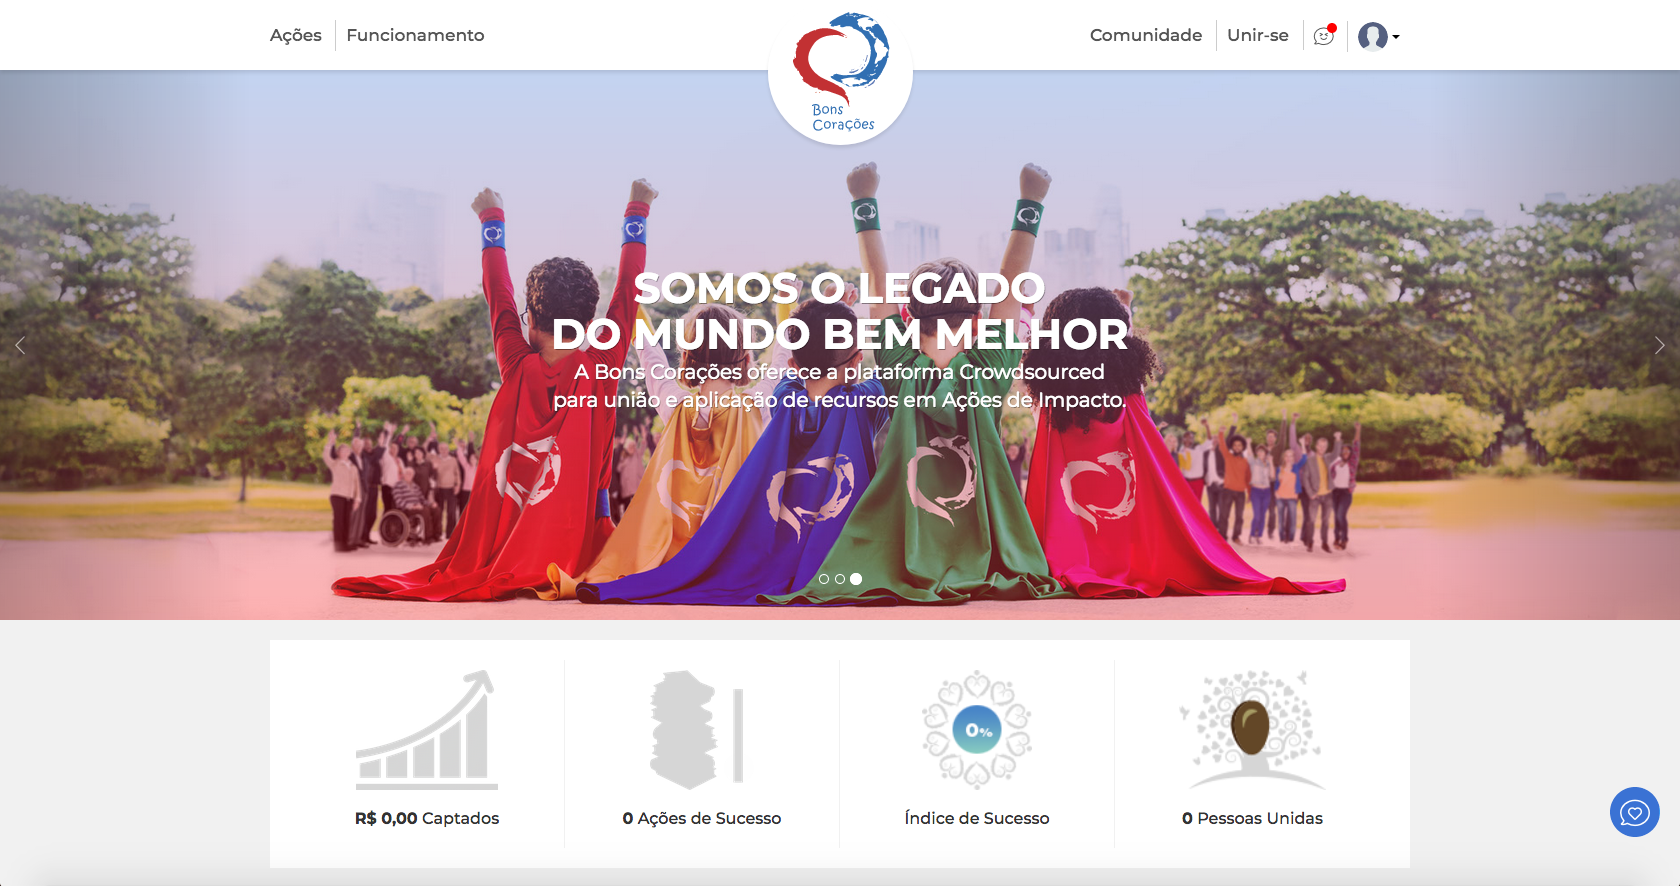 Ações
Funcionamento
Bons
Corações
Comunidade
Unir-se
SOMOS O LEGADO
DO MUNDO BEM MELHOR
A Bons Corações oferece a plataforma Crowdsourced
para união e aplicação de recursos em Ações de Impacto.
0%
R$ 0,00 Captados
0 Ações de Sucesso
Índice de Sucesso
0 Pessoas Unidas